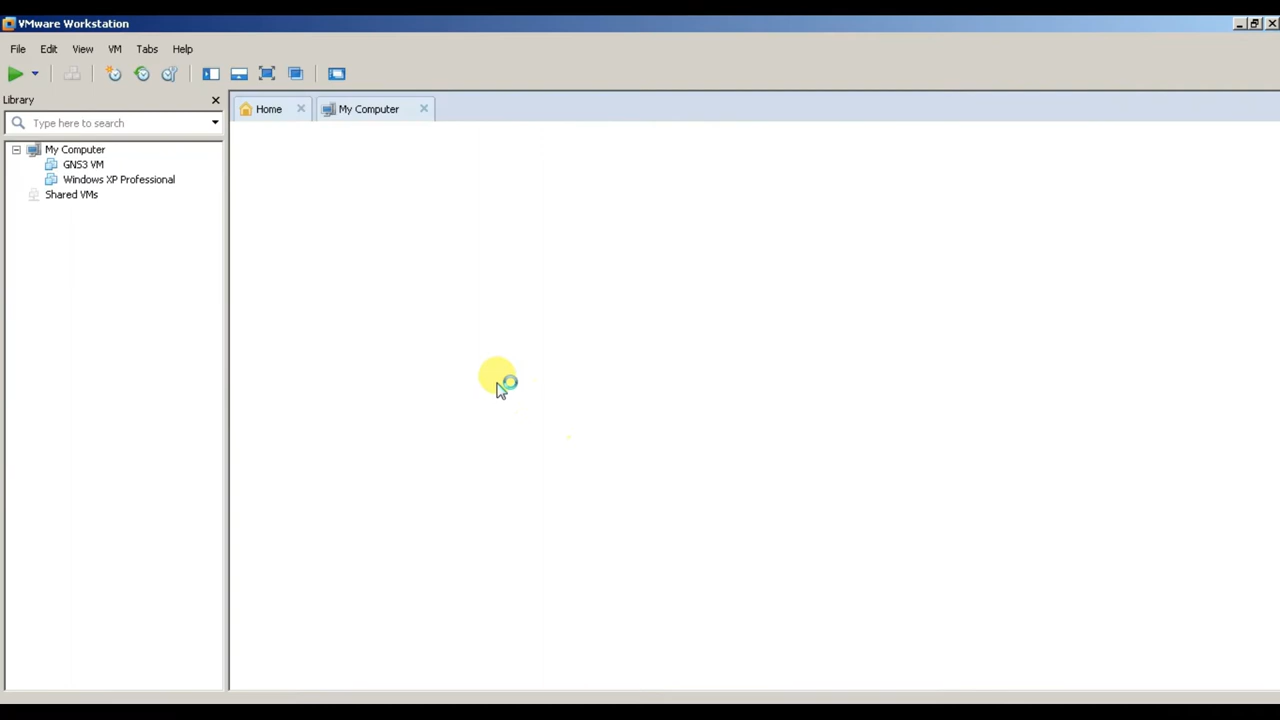 VMware Workstation
File Edit View VM Tabs Help
Library
Type here to search
Home
My Computer
My Computer
GNS3 VM
Windows XP Professional
Shared VMs